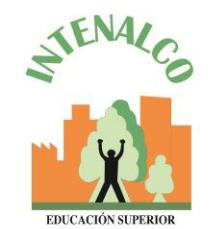 INTENALCO
EDUCACIÓN SUPERIOR